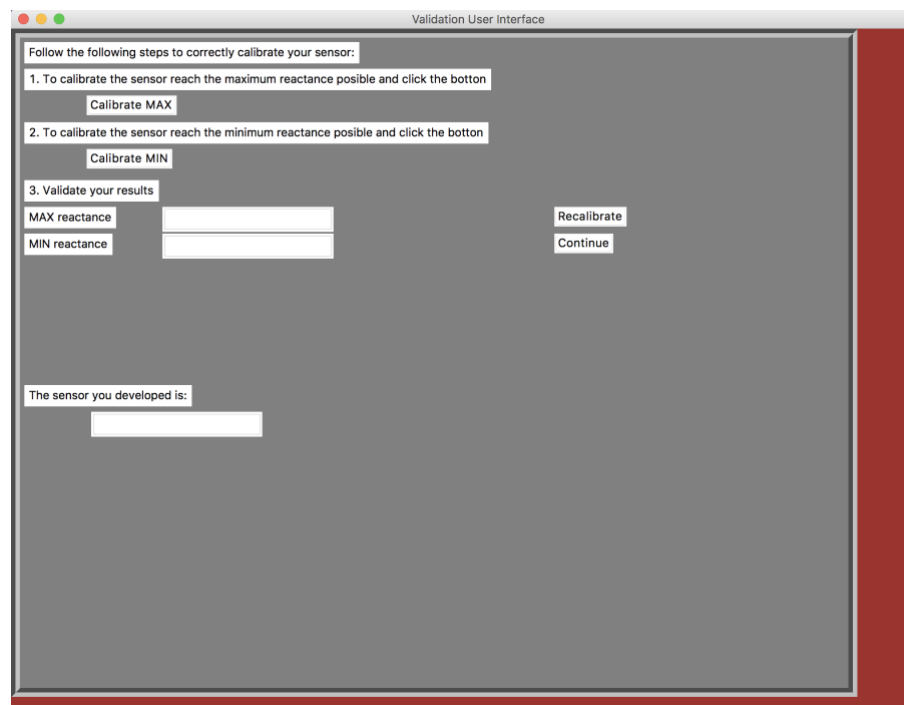 Validation User Interface
Follow the following steps to correctly calibrate your sensor:
1. To calibrate the sensor reach the maximum reactance posible and click the botton
Calibrate MAX
2. To calibrate the sensor reach the minimum reactance posible and click the botton
Calibrate MIN
3. Validate your results
MAX reactance
Recalibrate
MIN reactance
Continue
The sensor you developed is: